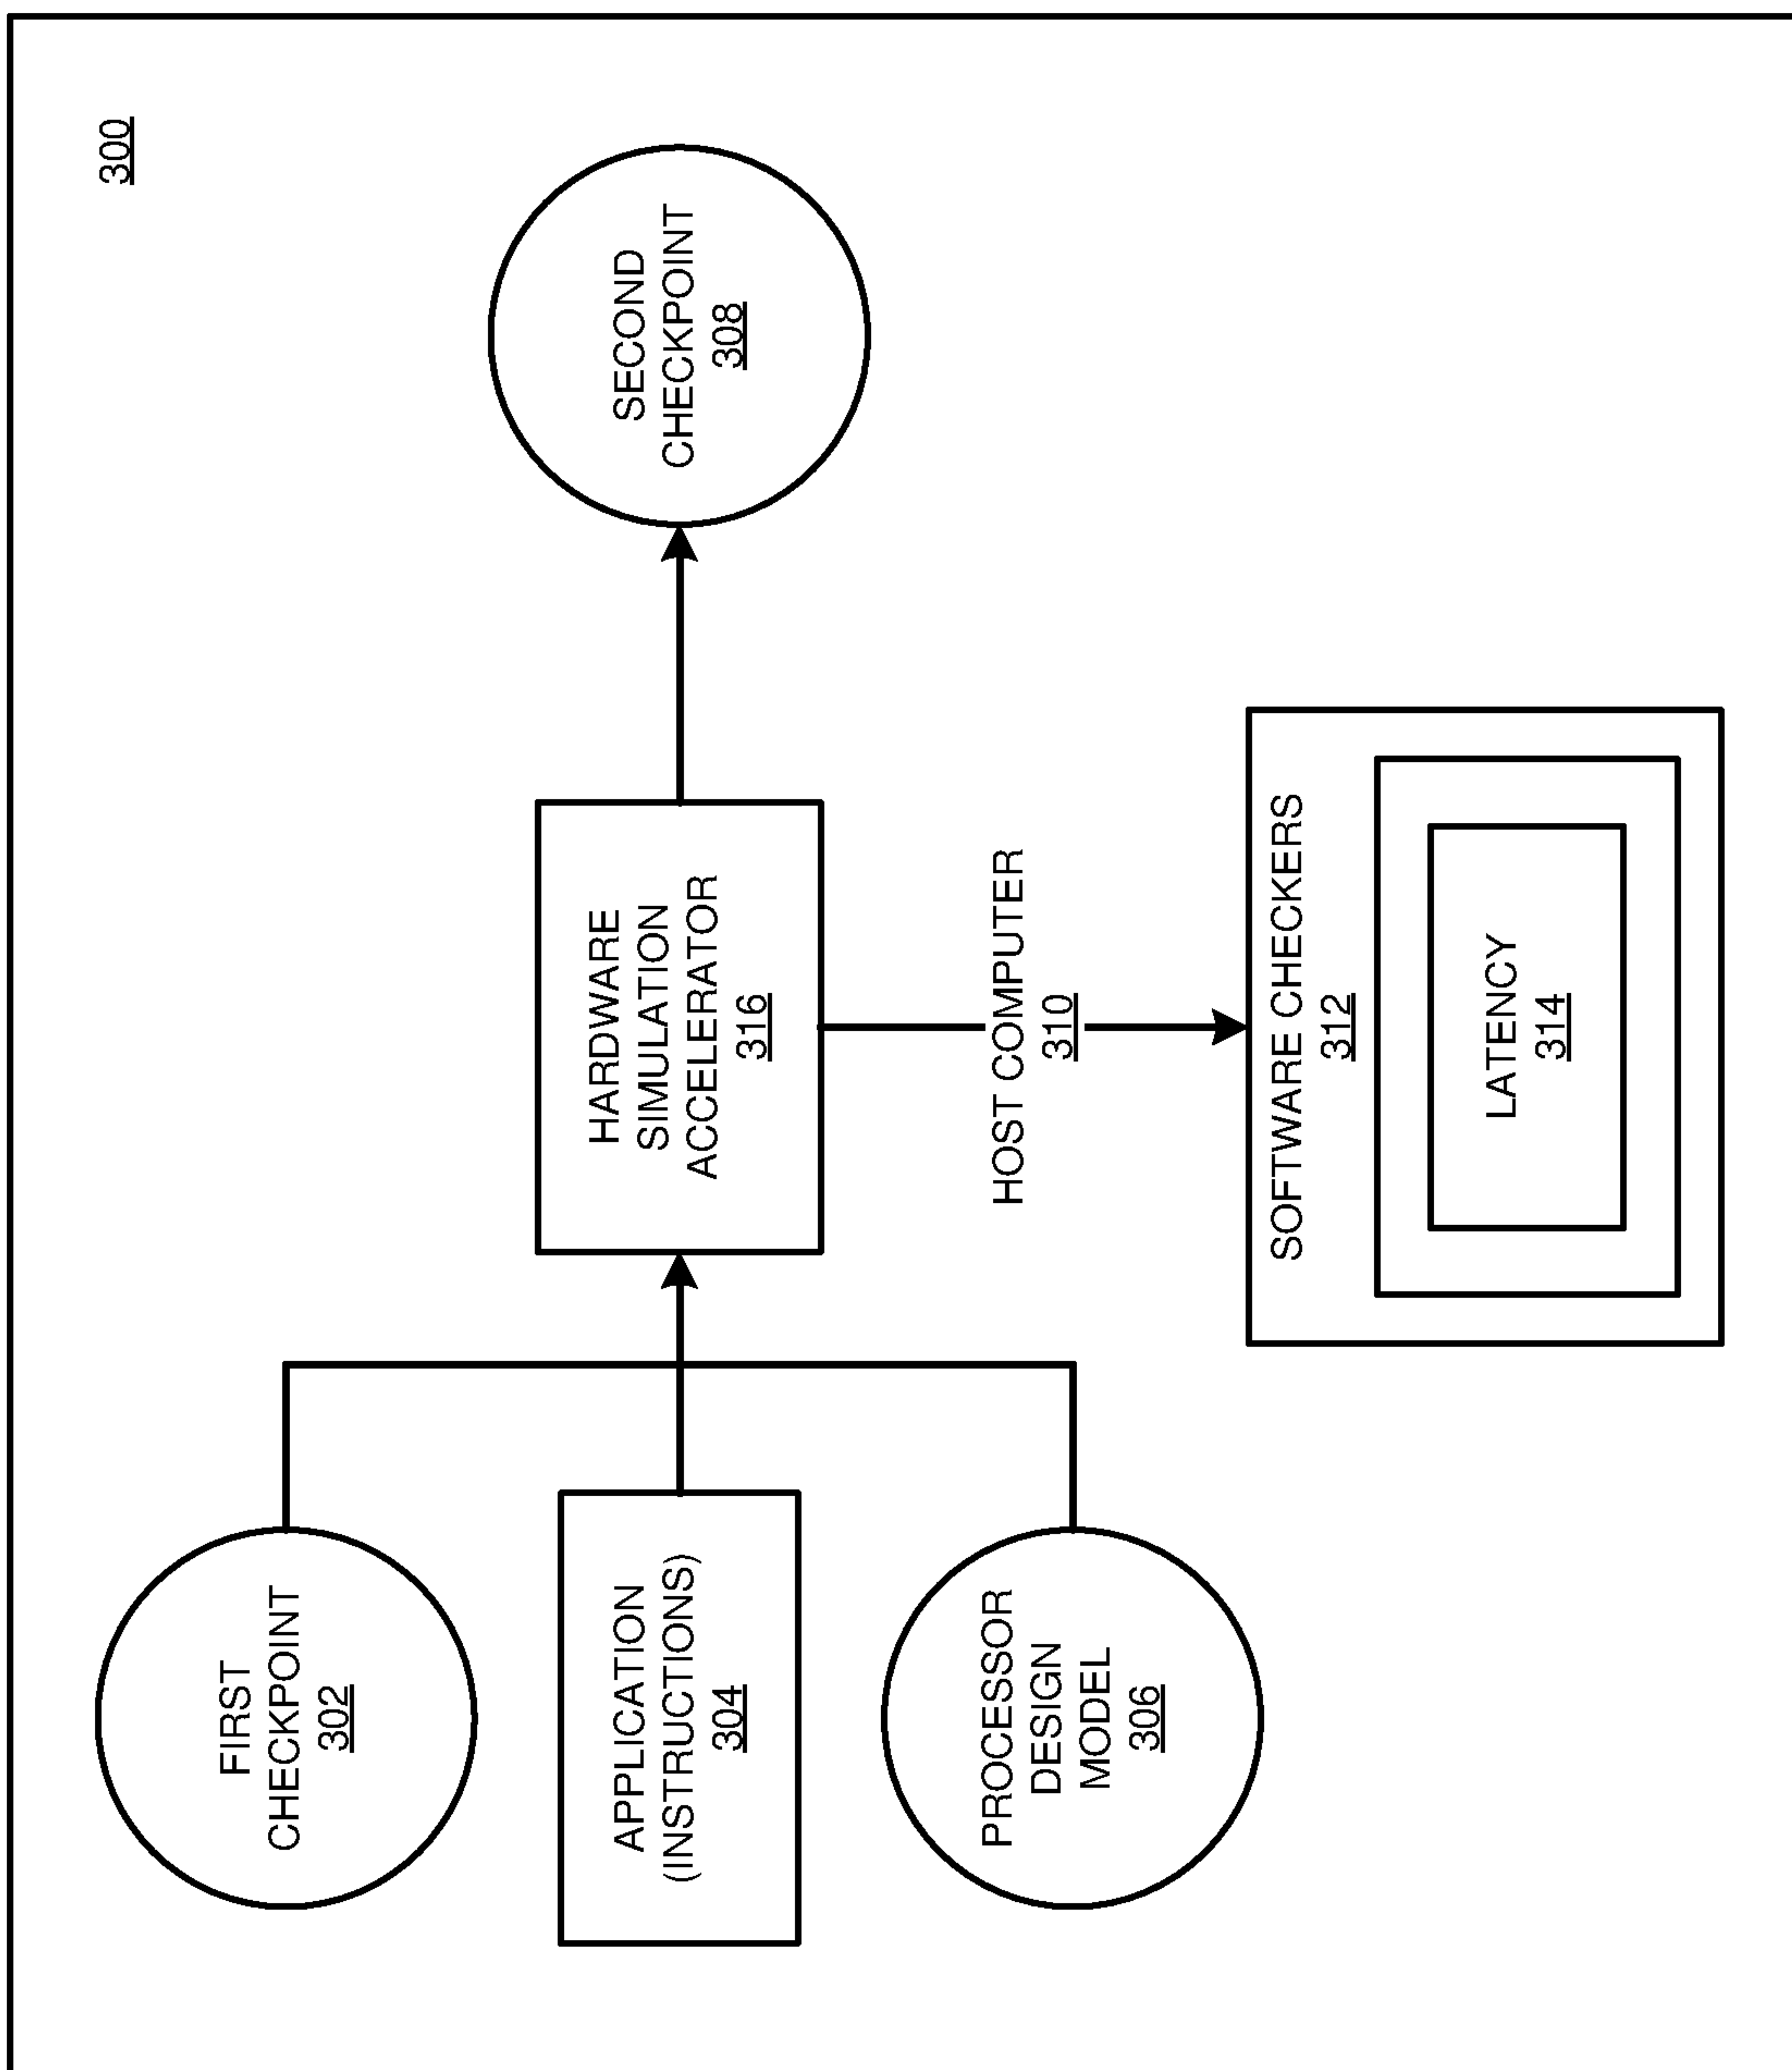 300
FIRST
CHECKPOINT
302
APPLICATION
(INSTRUCTIONS)
304
PROCESSOR
DESIGN
MODEL
306
HARDWARE
SIMULATION
ACCELERATOR
316
SECOND
CHECKPOINT
308
HOST COMPUTER
310
SOFTWARE CHECKERS
312
LATENCY
314